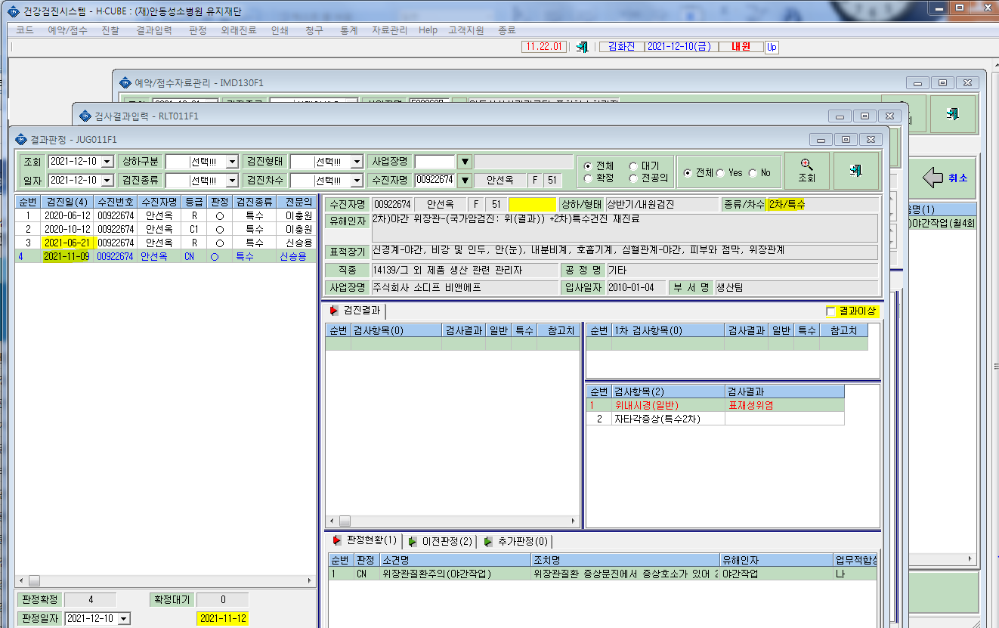 건강검진시스템 - H-CUBE : (재)안동성소병원 유지재단
코드 예약/접수 진찰 결과입력 판정 외래진료 인쇄 청구 통계 자료관리 Help 고객지원 종료
11.22.01 김화진 2021-12-10(금) 내원 Up
예약/접수자료관리 - IMD130F1
검사결과입력 - RLT011F1
결과판정 - JUG011F1
조회 2021-12-10 상하구분 선택!!! 검진형태 선택!!! 사업장명 전체 대기
일자 2021-12-10 검진종류 선택!!! 검진차수 선택!!! 수진자명 00922674 안선옥 F 51 확정 전공의 전체 Yes No 조회
취소
순번 검진일(4) 수진번호 수진자명 등급 판정 검진종류 전문의
1 2020-06-12 00922674 안선옥 R ○ 특수 이충원
2 2020-10-12 00922674 안선옥 C1 ○ 특수 이충원
3 2021-06-21 00922674 안선옥 R ○ 특수 신승용
4 2021-11-09 00922674 안선옥 CN ○ 특수 신승용
판정확정 4 확정대기 0
판정일자 2021-12-10 2021-11-12
수진자명 00922674 안선옥 F 51 상하/형태 상반기/내원검진 종류/차수 2차/특수
유해인자 2차)야간 위장관-(국가암검진: 위(결과)) +2차)특수건진 재진료
표적장기 신경계-야간, 비강 및 인두, 안(눈), 내분비계, 호흡기계, 심혈관계-야간, 피부와 점막, 위장관계
직종 14139/그 외 제품 생산 관련 관리자 공 정 명 기타
사업장명 주식회사 소디프 비앤에프 입사일자 2010-01-04 부 서 명 생산팀
검진결과 결과이상
순번 검사항목(0) 검사결과 일반 특수 참고치
순번 1차 검사항목(0) 검사결과 일반 특수 참고치
순번 검사항목(2) 검사결과
1 위내시경(일반) 표재성위염
2 자타각증상(특수2차)
판정현황(1) 이전판정(2) 추가판정(0)
순번 판정 소견명 조치명 유해인자 업무적합성
1 CN 위장관질환주의(야간작업) 위장관질환 증상문진에서 증상호소가 있어 야간작업 나
명(1)
)야간작업(월4회